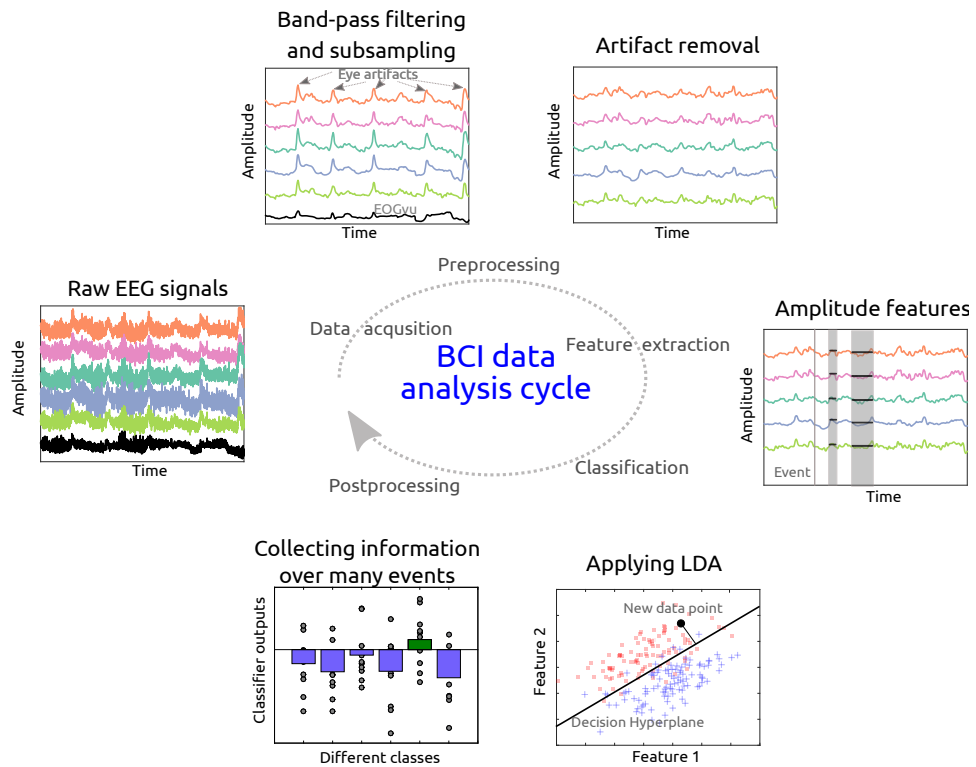 Band-pass filtering
and subsampling
Eye artifacts
Amplitude
EOGvu
Time
Artifact removal
Amplitude
Time
Preprocessing
Raw EEG signals
Amplitude
Time
Data acqusition
BCI data
analysis cycle
Feature extraction
Amplitude features
Amplitude
Event
Time
Classification
Postprocessing
Collecting information
over many events
Classifier outputs
Different classes
Applying LDA
New data point
Feature 2
Decision Hyperplane
Feature 1